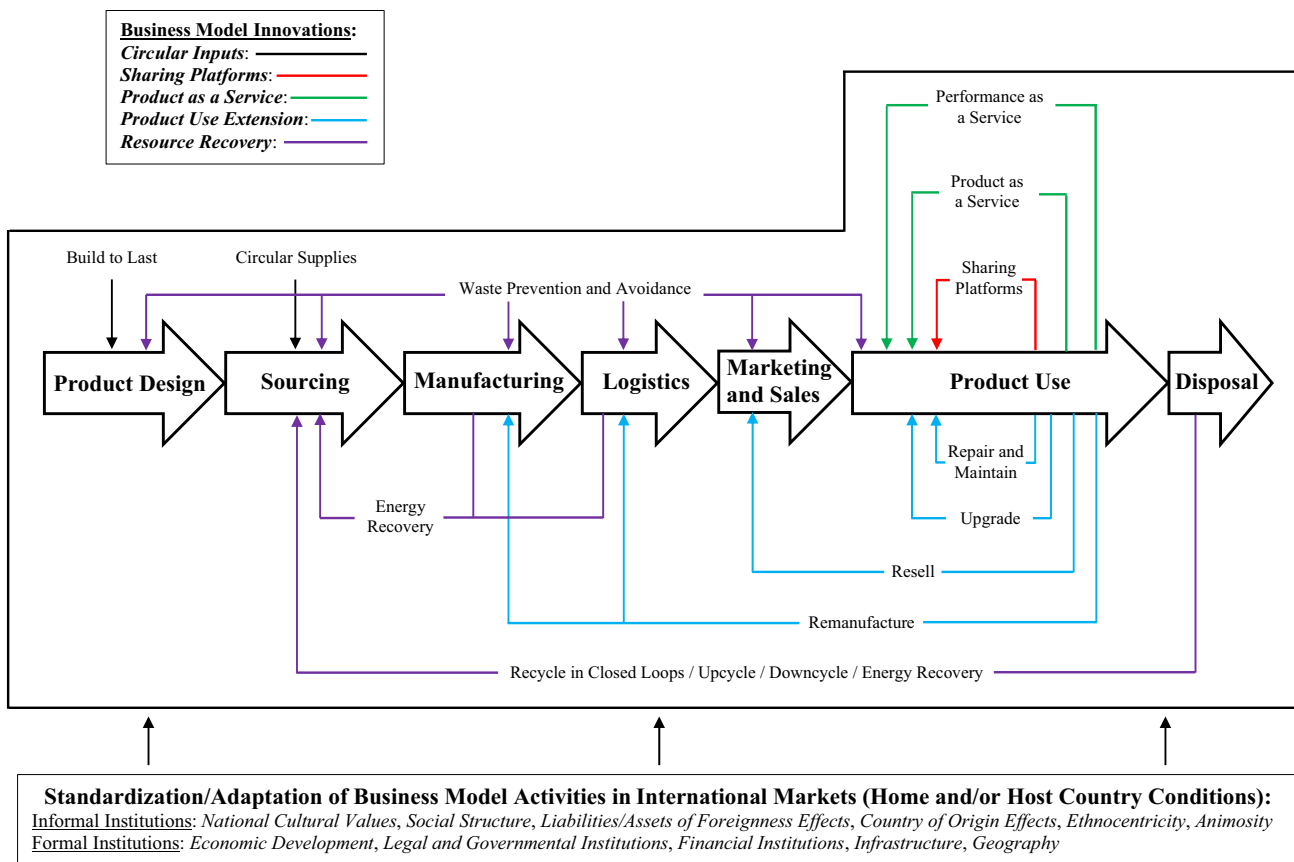 Business Model Innovations:
Circular Inputs:
Sharing Platforms:
Product as a Service:
Product Use Extension:
Resource Recovery:
Performance as
a Service
Product as
a Service
Build to Last
Circular Supplies
Waste Prevention and Avoidance
Sharing
Platforms
Product Design
Sourcing
Manufacturing
Logistics
Marketing
and Sales
Product Use
Disposal
Repair and
Maintain
Energy
Recovery
Upgrade
Resell
Remanufacture
Recycle in Closed Loops / Upcycle / Downcycle / Energy Recovery
Standardization/Adaptation of Business Model Activities in International Markets (Home and/or Host Country Conditions):
Informal Institutions: National Cultural Values, Social Structure, Liabilities/Assets of Foreignness Effects, Country of Origin Effects, Ethnocentricity, Animosity
Formal Institutions: Economic Development, Legal and Governmental Institutions, Financial Institutions, Infrastructure, Geography